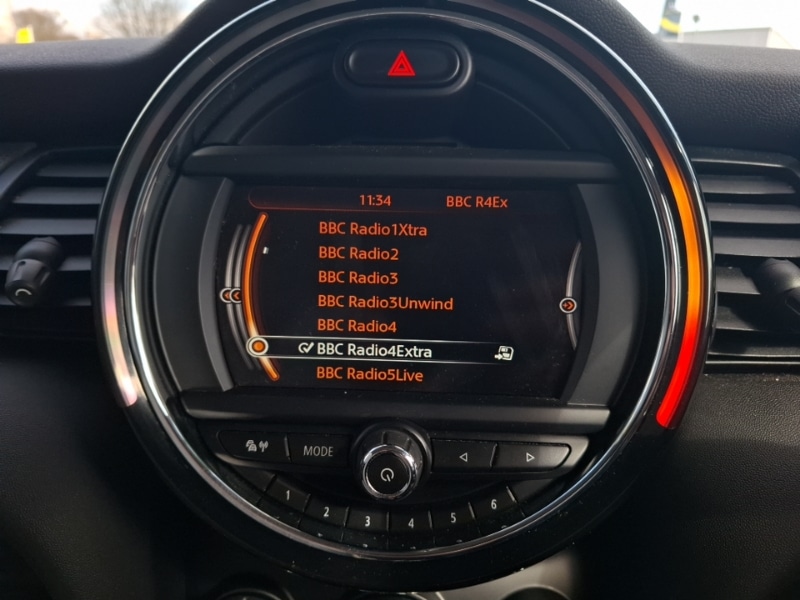 11:34 BBC R4Ex
BBC Radio1Xtra
BBC Radio2
BBC Radio3
BBC Radio3Unwind
BBC Radio4
BBC Radio4Extra
BBC Radio5Live
MODE
1 2 3 4 5 6